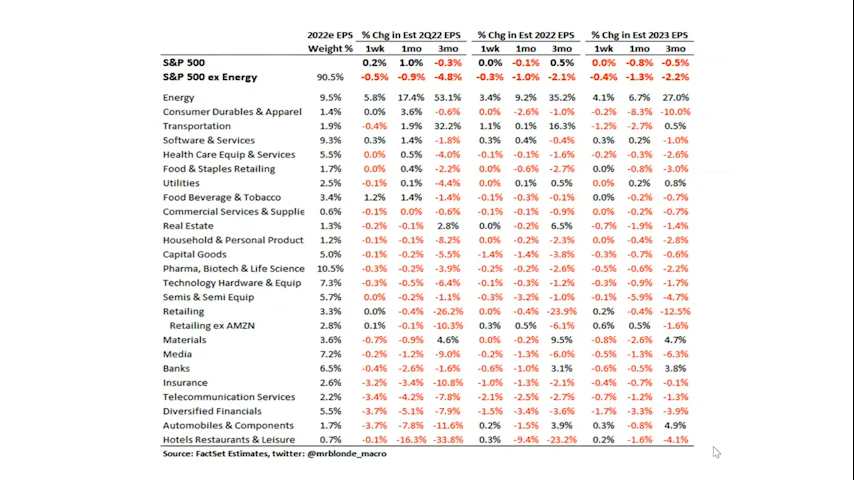 2022e EPS % Chg in Est 2Q22 EPS % Chg in Est 2022 EPS % Chg in Est 2023 EPS
Weight % 1wk 1mo 3mo 1wk 1mo 3mo 1wk 1mo 3mo
S&P 500 0.2% 1.0% -0.3% 0.0% -0.1% 0.5% 0.0% -0.8% -0.5%
S&P 500 ex Energy 90.5% -0.5% -0.9% -4.8% -0.3% -1.0% -2.1% -0.4% -1.3% -2.2%
Energy 9.5% 5.8% 17.4% 53.1% 3.4% 9.2% 35.2% 4.1% 6.7% 27.0%
Consumer Durables & Apparel 1.4% 0.0% 3.6% -0.6% 0.0% -2.6% -1.0% -0.2% -8.3% -10.0%
Transportation 1.9% -0.4% 1.9% 32.2% 1.1% 0.1% 16.3% -1.2% -2.7% 0.5%
Software & Services 9.3% 0.3% 1.4% -1.8% 0.3% 0.4% -0.4% 0.3% 0.2% -1.0%
Health Care Equip & Services 5.5% 0.0% 0.5% -4.0% -0.1% -0.1% -1.6% -0.2% -0.3% -2.6%
Food & Staples Retailing 1.7% 0.0% 0.4% -2.2% 0.0% -0.6% -2.7% 0.0% -0.8% -3.0%
Utilities 2.5% -0.1% 0.1% -4.4% 0.0% 0.1% 0.5% 0.0% 0.2% 0.8%
Food Beverage & Tobacco 3.4% 1.2% 1.4% -1.4% -0.1% -0.3% -0.1% 0.0% -0.2% -0.7%
Commercial Services & Supplie 0.6% -0.1% 0.0% -0.6% -0.1% -0.1% -0.9% 0.0% -0.2% -0.7%
Real Estate 1.3% -0.2% -0.1% 2.8% 0.0% -0.2% 6.5% -0.7% -1.9% -1.4%
Household & Personal Product 1.2% -0.1% -0.1% -8.2% 0.0% -0.2% -2.3% 0.0% -0.4% -2.8%
Capital Goods 5.0% -0.1% -0.2% -5.5% -1.4% -1.4% -3.8% -0.3% -0.7% -0.6%
Pharma, Biotech & Life Science 10.5% -0.3% -0.2% -3.9% -0.2% -0.2% -2.6% -0.5% -0.6% -2.2%
Technology Hardware & Equip 7.3% -0.3% -0.5% -6.4% -0.1% -0.3% -1.2% -0.3% -0.9% -1.7%
Semis & Semi Equip 5.7% 0.0% -0.2% -1.1% -0.3% -3.2% -1.0% -0.1% -5.9% -4.7%
Retailing 3.3% 0.0% -0.4% -26.2% 0.0% -0.4% -23.9% 0.2% -0.4% -12.5%
Retailing ex AMZN 2.8% 0.1% -0.1% -10.3% 0.3% 0.5% -6.1% 0.6% 0.5% -1.6%
Materials 3.6% -0.7% -0.9% 4.6% 0.0% -0.2% 9.5% -0.8% -2.6% 4.7%
Media 7.2% -0.2% -1.2% -9.0% -0.2% -1.3% -6.0% -0.5% -1.3% -6.3%
Banks 6.5% -0.4% -2.6% -1.6% -0.6% -1.0% 3.1% -0.6% -0.5% 3.8%
Insurance 2.6% -3.2% -3.4% -10.8% -1.0% -1.3% -2.1% -0.4% -0.7% -0.1%
Telecommunication Services 2.2% -3.4% -4.2% -7.8% -2.1% -2.5% -2.7% -0.7% -1.2% -1.3%
Diversified Financials 5.5% -3.7% -5.1% -7.9% -1.5% -3.4% -3.6% -1.7% -3.3% -3.9%
Automobiles & Components 1.7% -3.7% -7.8% -11.6% 0.2% -1.5% 3.9% 0.3% -0.8% 4.9%
Hotels Restaurants & Leisure 0.7% -0.1% -16.3% -33.8% 0.3% -9.4% -23.2% 0.2% -1.6% -4.1%
Source: FactSet Estimates, twitter: @mrblonde_macro